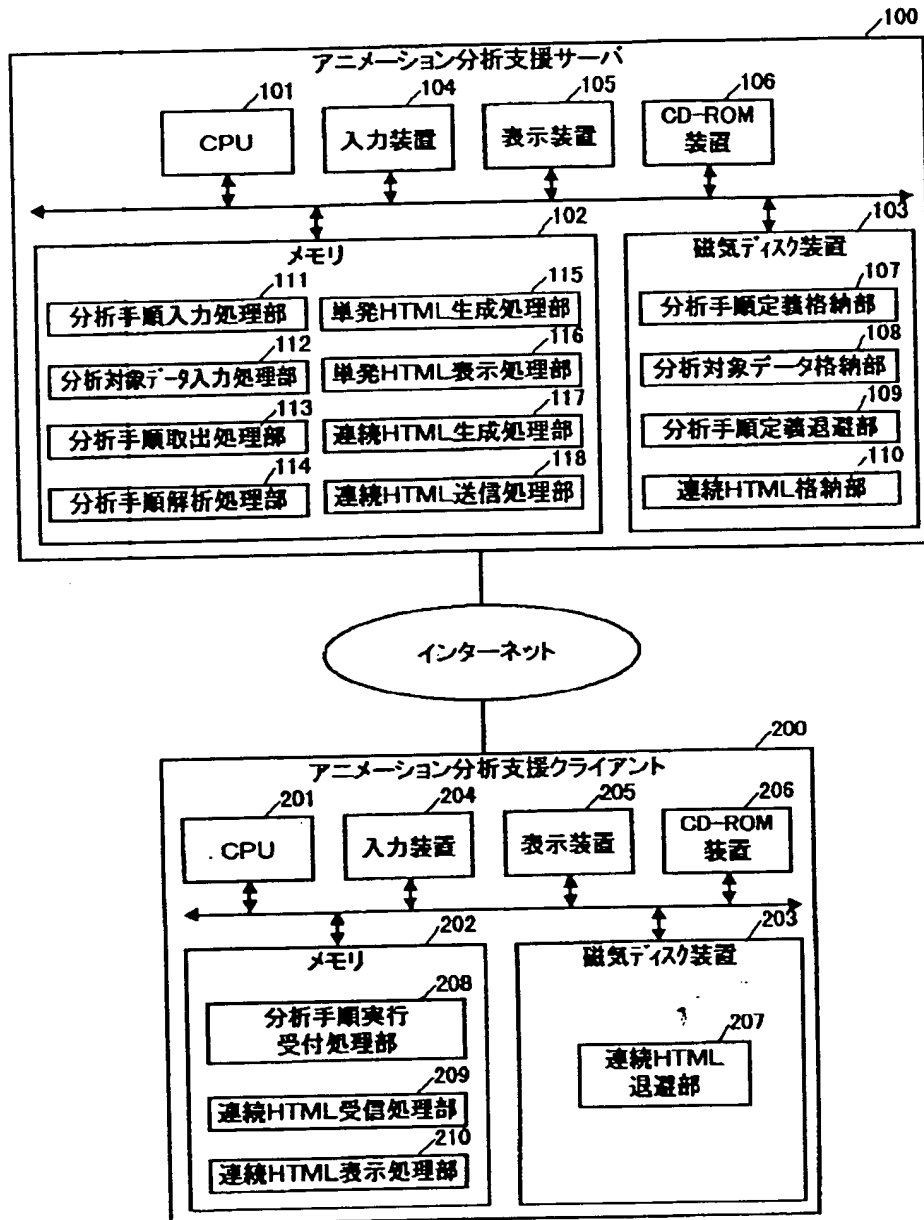 100
アニメーション分析支援サーバ
101
104
105
106
CPU
入力装置
表示装置
CD-ROM
装置
102
103
メモリ
磁気ディスク装置
111
分析手順入力処理部
112
分析対象データ入力処理部
113
分析手順取出処理部
114
分析手順解析処理部
115
単発HTML生成処理部
116
単発HTML表示処理部
117
連続HTML生成処理部
118
連続HTML送信処理部
107
分析手順定義格納部
108
分析対象データ格納部
109
分析手順定義退避部
110
連続HTML格納部
インターネット
200
アニメーション分析支援クライアント
201
204
205
206
CPU
入力装置
表示装置
CD-ROM
装置
202
203
メモリ
磁気ディスク装置
208
分析手順実行
受付処理部
209
連続HTML受信処理部
210
連続HTML表示処理部
207
連続HTML
退避部